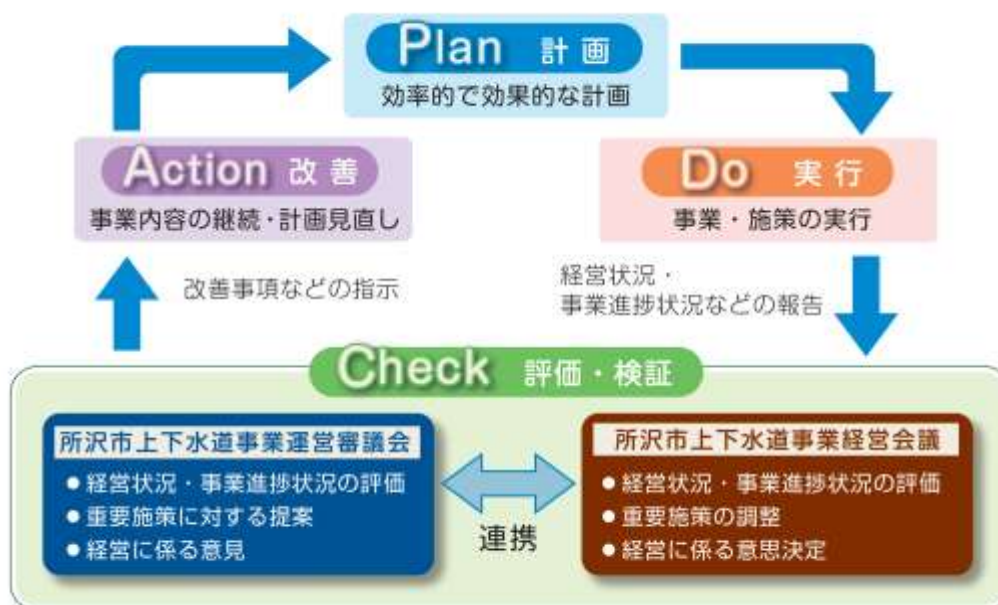 Plan 計画
効率的で効果的な計画
Action 改善
事業内容の継続・計画見直し
Do 実行
事業・施策の実行
改善事項などの指示
経営状況・
事業進捗状況などの報告
Check 評価・検証
所沢市上下水道事業運営審議会
●経営状況・事業進捗状況の評価
●重要施策に対する提案
●経営に係る意見
連携
所沢市上下水道事業経営会議
●経営状況・事業進捗状況の評価
●重要施策の調整
●経営に係る意思決定